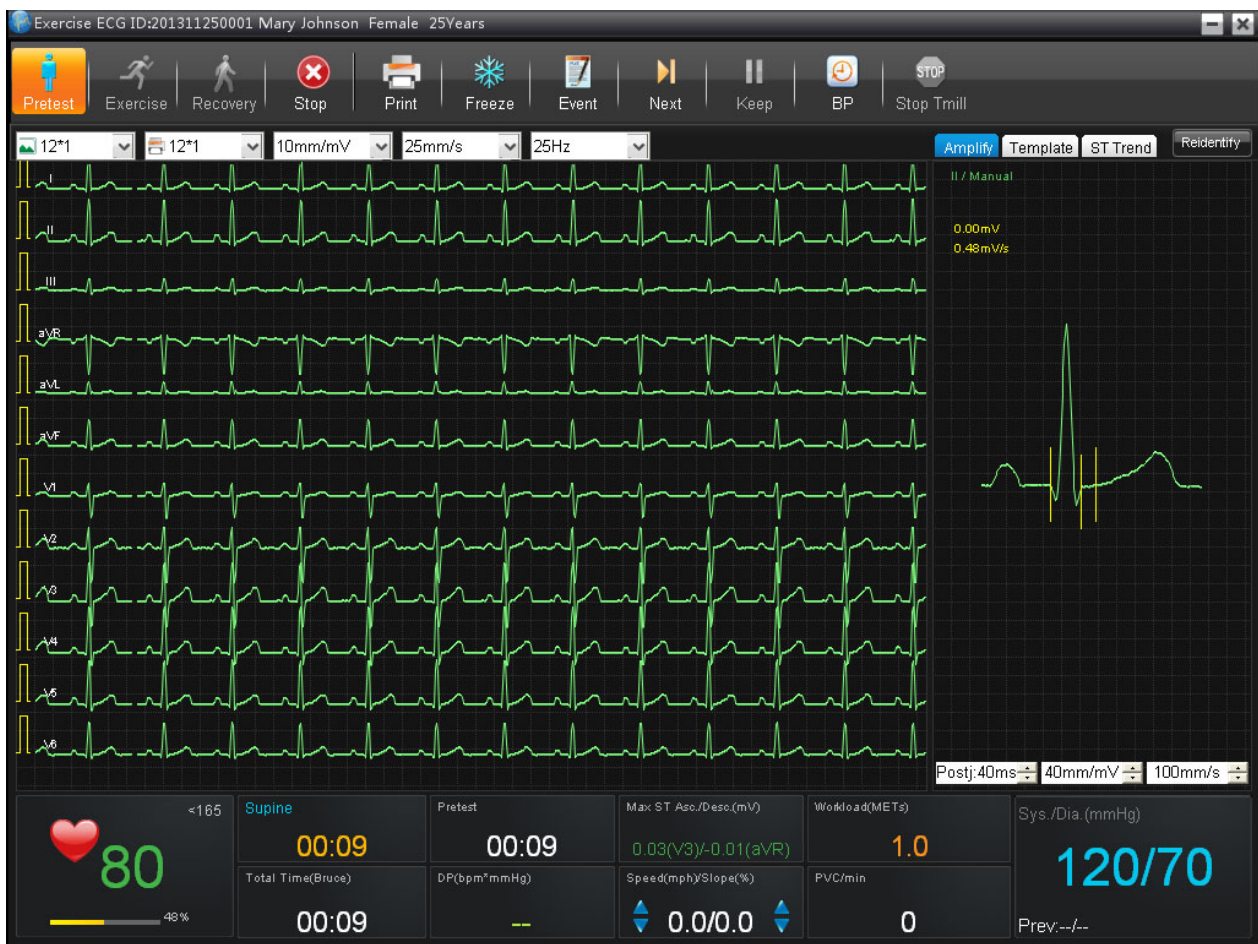 Exercise ECG ID:201311250001 Mary Johnson Female 25Years
Pretest Exercise Recovery Stop Print Freeze Event Next Keep BP STOP Stop Tmill
12*1 12*1 10mm/mV 25mm/s 25Hz Amplify Template ST Trend Reidentify
I
II / Manual
II
0.00mV
0.48mV/s
III
aVR
aVL
aVF
V1
V2
V3
V4
V5
V6
Postj:40ms 40mm/mV 100mm/s
<165
80
48%
Supine
00:09
Pretest
00:09
Max ST Asc./Desc.(mV)
0.03(V3)/-0.01(aVR)
Workload(METs)
1.0
Total Time(Bruce)
00:09
DP(bpm*mmHg)
--
Speed(mph)/Slope(%)
0.0/0.0
PVC/min
0
Sys./Dia.(mmHg)
120/70
Prev:--/--